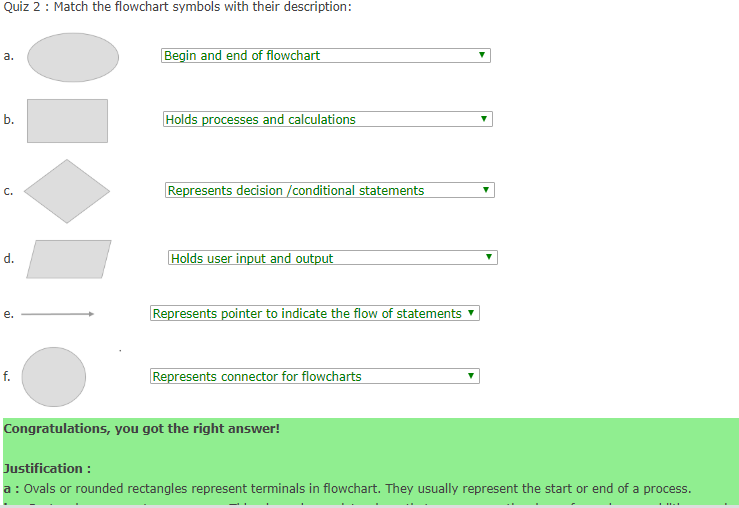 Quiz 2 : Match the flowchart symbols with their description:
a. Begin and end of flowchart
b. Holds processes and calculations
c. Represents decision /conditional statements
d. Holds user input and output
e. Represents pointer to indicate the flow of statements
f. Represents connector for flowcharts
Congratulations, you got the right answer!
Justification :
a : Ovals or rounded rectangles represent terminals in flowchart. They usually represent the start or end of a process.